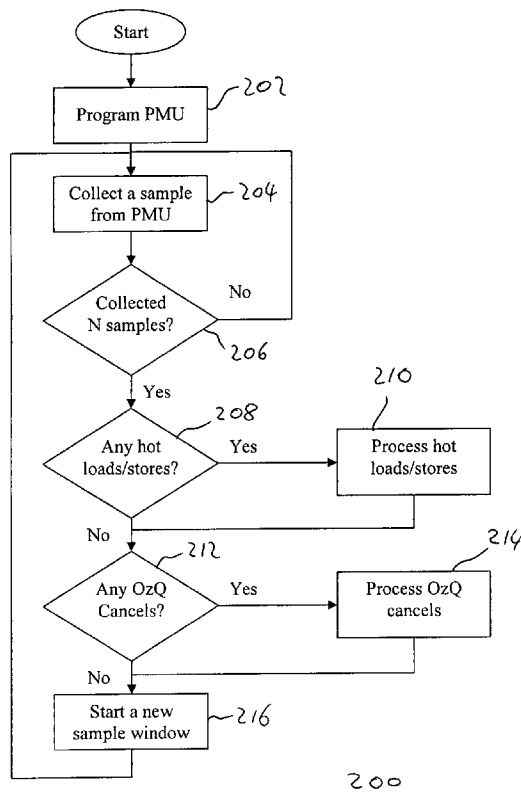 Start
202
Program PMU
Collect a sample
from PMU
204
Collected
N samples?
No
206
Yes
210
208
Any hot
loads/stores?
Yes
Process hot
loads/stores
No
212
214
Any OzQ
Cancels?
Yes
Process OzQ
cancels
No
Start a new
sample window
216
200